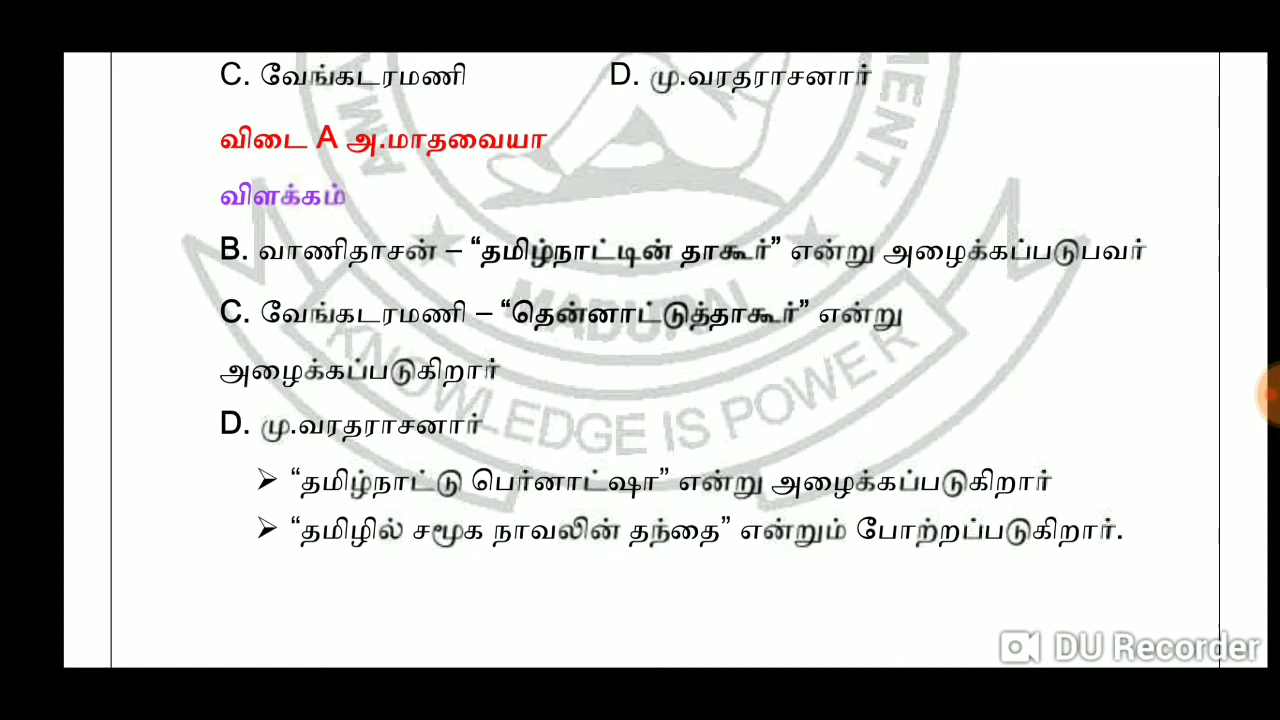 C. வேங்கடரமணி D. மு.வரதராசனார்
விடை A அ.மாதவையா
விளக்கம்
B. வாணிதாசன் – “தமிழ்நாட்டின் தாகூர்” என்று அழைக்கப்படுபவர்
C. வேங்கடரமணி – “தென்னாட்டுத்தாகூர்” என்று
அழைக்கப்படுகிறார்
D. மு.வரதராசனார்
➢ “தமிழ்நாட்டு பெர்னாட்ஷா” என்று அழைக்கப்படுகிறார்
➢ “தமிழில் சமூக நாவலின் தந்தை” என்றும் போற்றப்படுகிறார்.
MADURAI
KNOWLEDGE IS POWER
DU Recorder